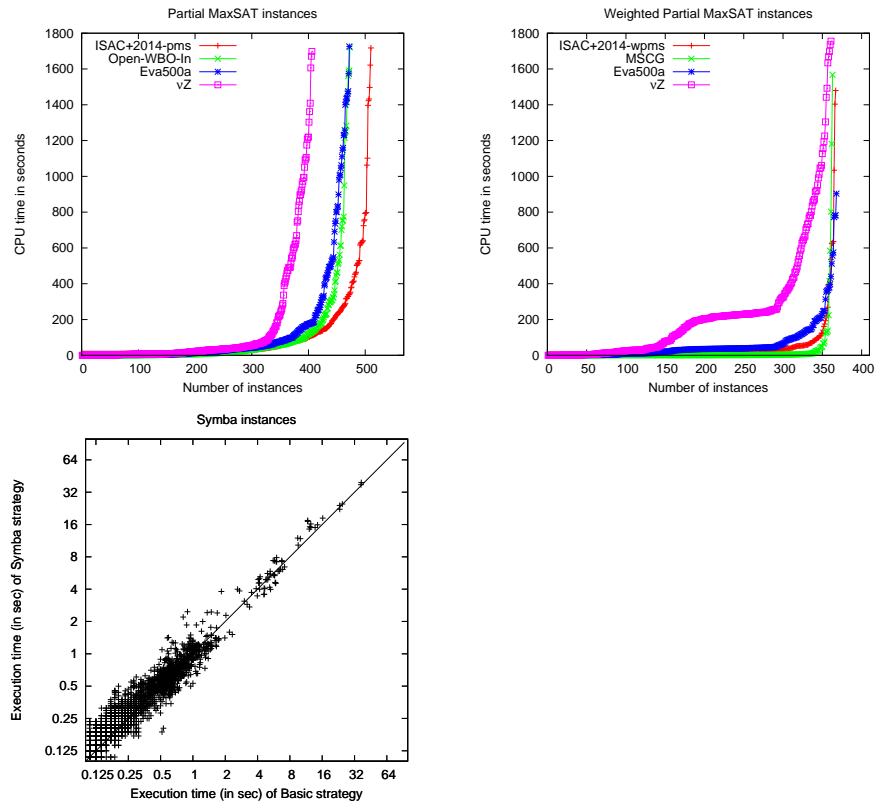 Partial MaxSAT instances
1800
1600
1400
1200
1000
800
600
400
200
0
CPU time in seconds
ISAC+2014-pms
Open-WBO-In
Eva500a
νZ
0 100 200 300 400 500
Number of instances
Weighted Partial MaxSAT instances
1800
1600
1400
1200
1000
800
600
400
200
0
CPU time in seconds
ISAC+2014-wpms
MSCG
Eva500a
νZ
0 50 100 150 200 250 300 350 400
Number of instances
Symba instances
64
32
16
8
4
2
1
0.5
0.25
0.125
Execution time (in sec) of Symba strategy
0.125 0.25 0.5 1 2 4 8 16 32 64
Execution time (in sec) of Basic strategy